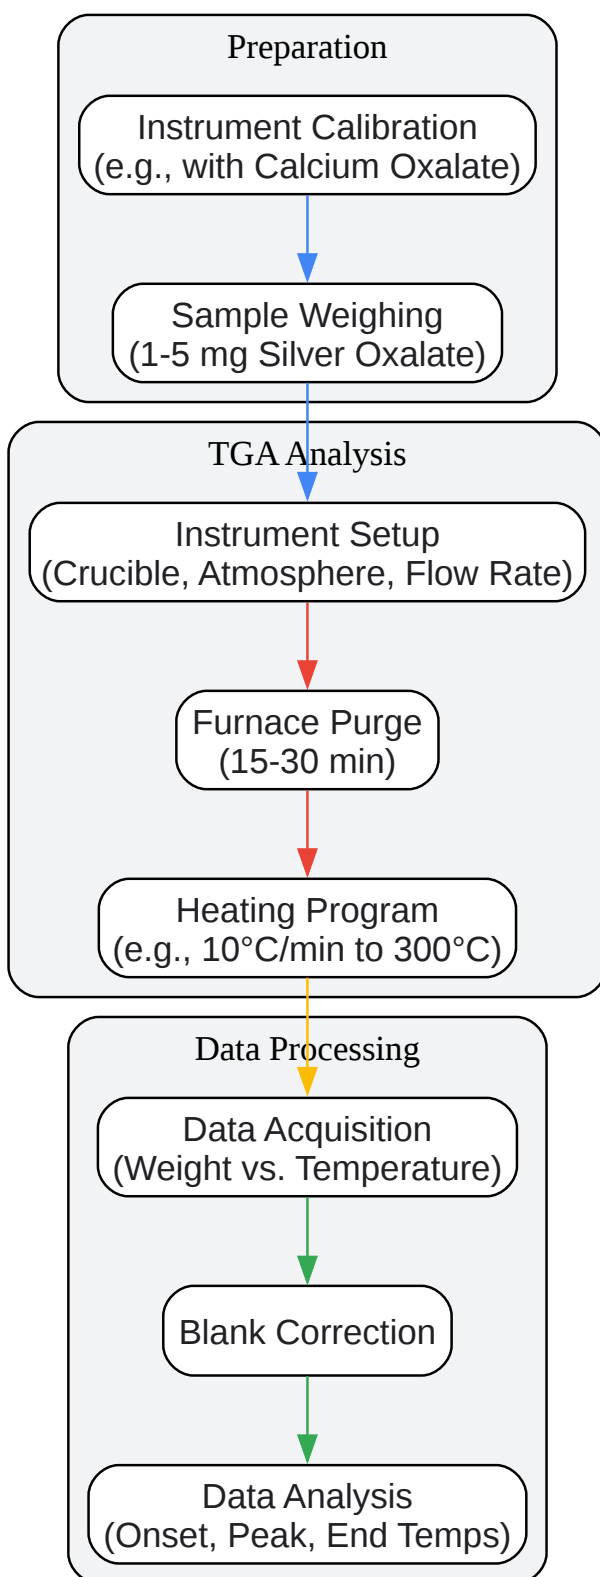 Preparation
Instrument Calibration
(e.g., with Calcium Oxalate)
Sample Weighing
(1-5 mg Silver Oxalate)
TGA Analysis
Instrument Setup
(Crucible, Atmosphere, Flow Rate)
Furnace Purge
(15-30 min)
Heating Program
(e.g., 10°C/min to 300°C)
Data Processing
Data Acquisition
(Weight vs. Temperature)
Blank Correction
Data Analysis
(Onset, Peak, End Temps)